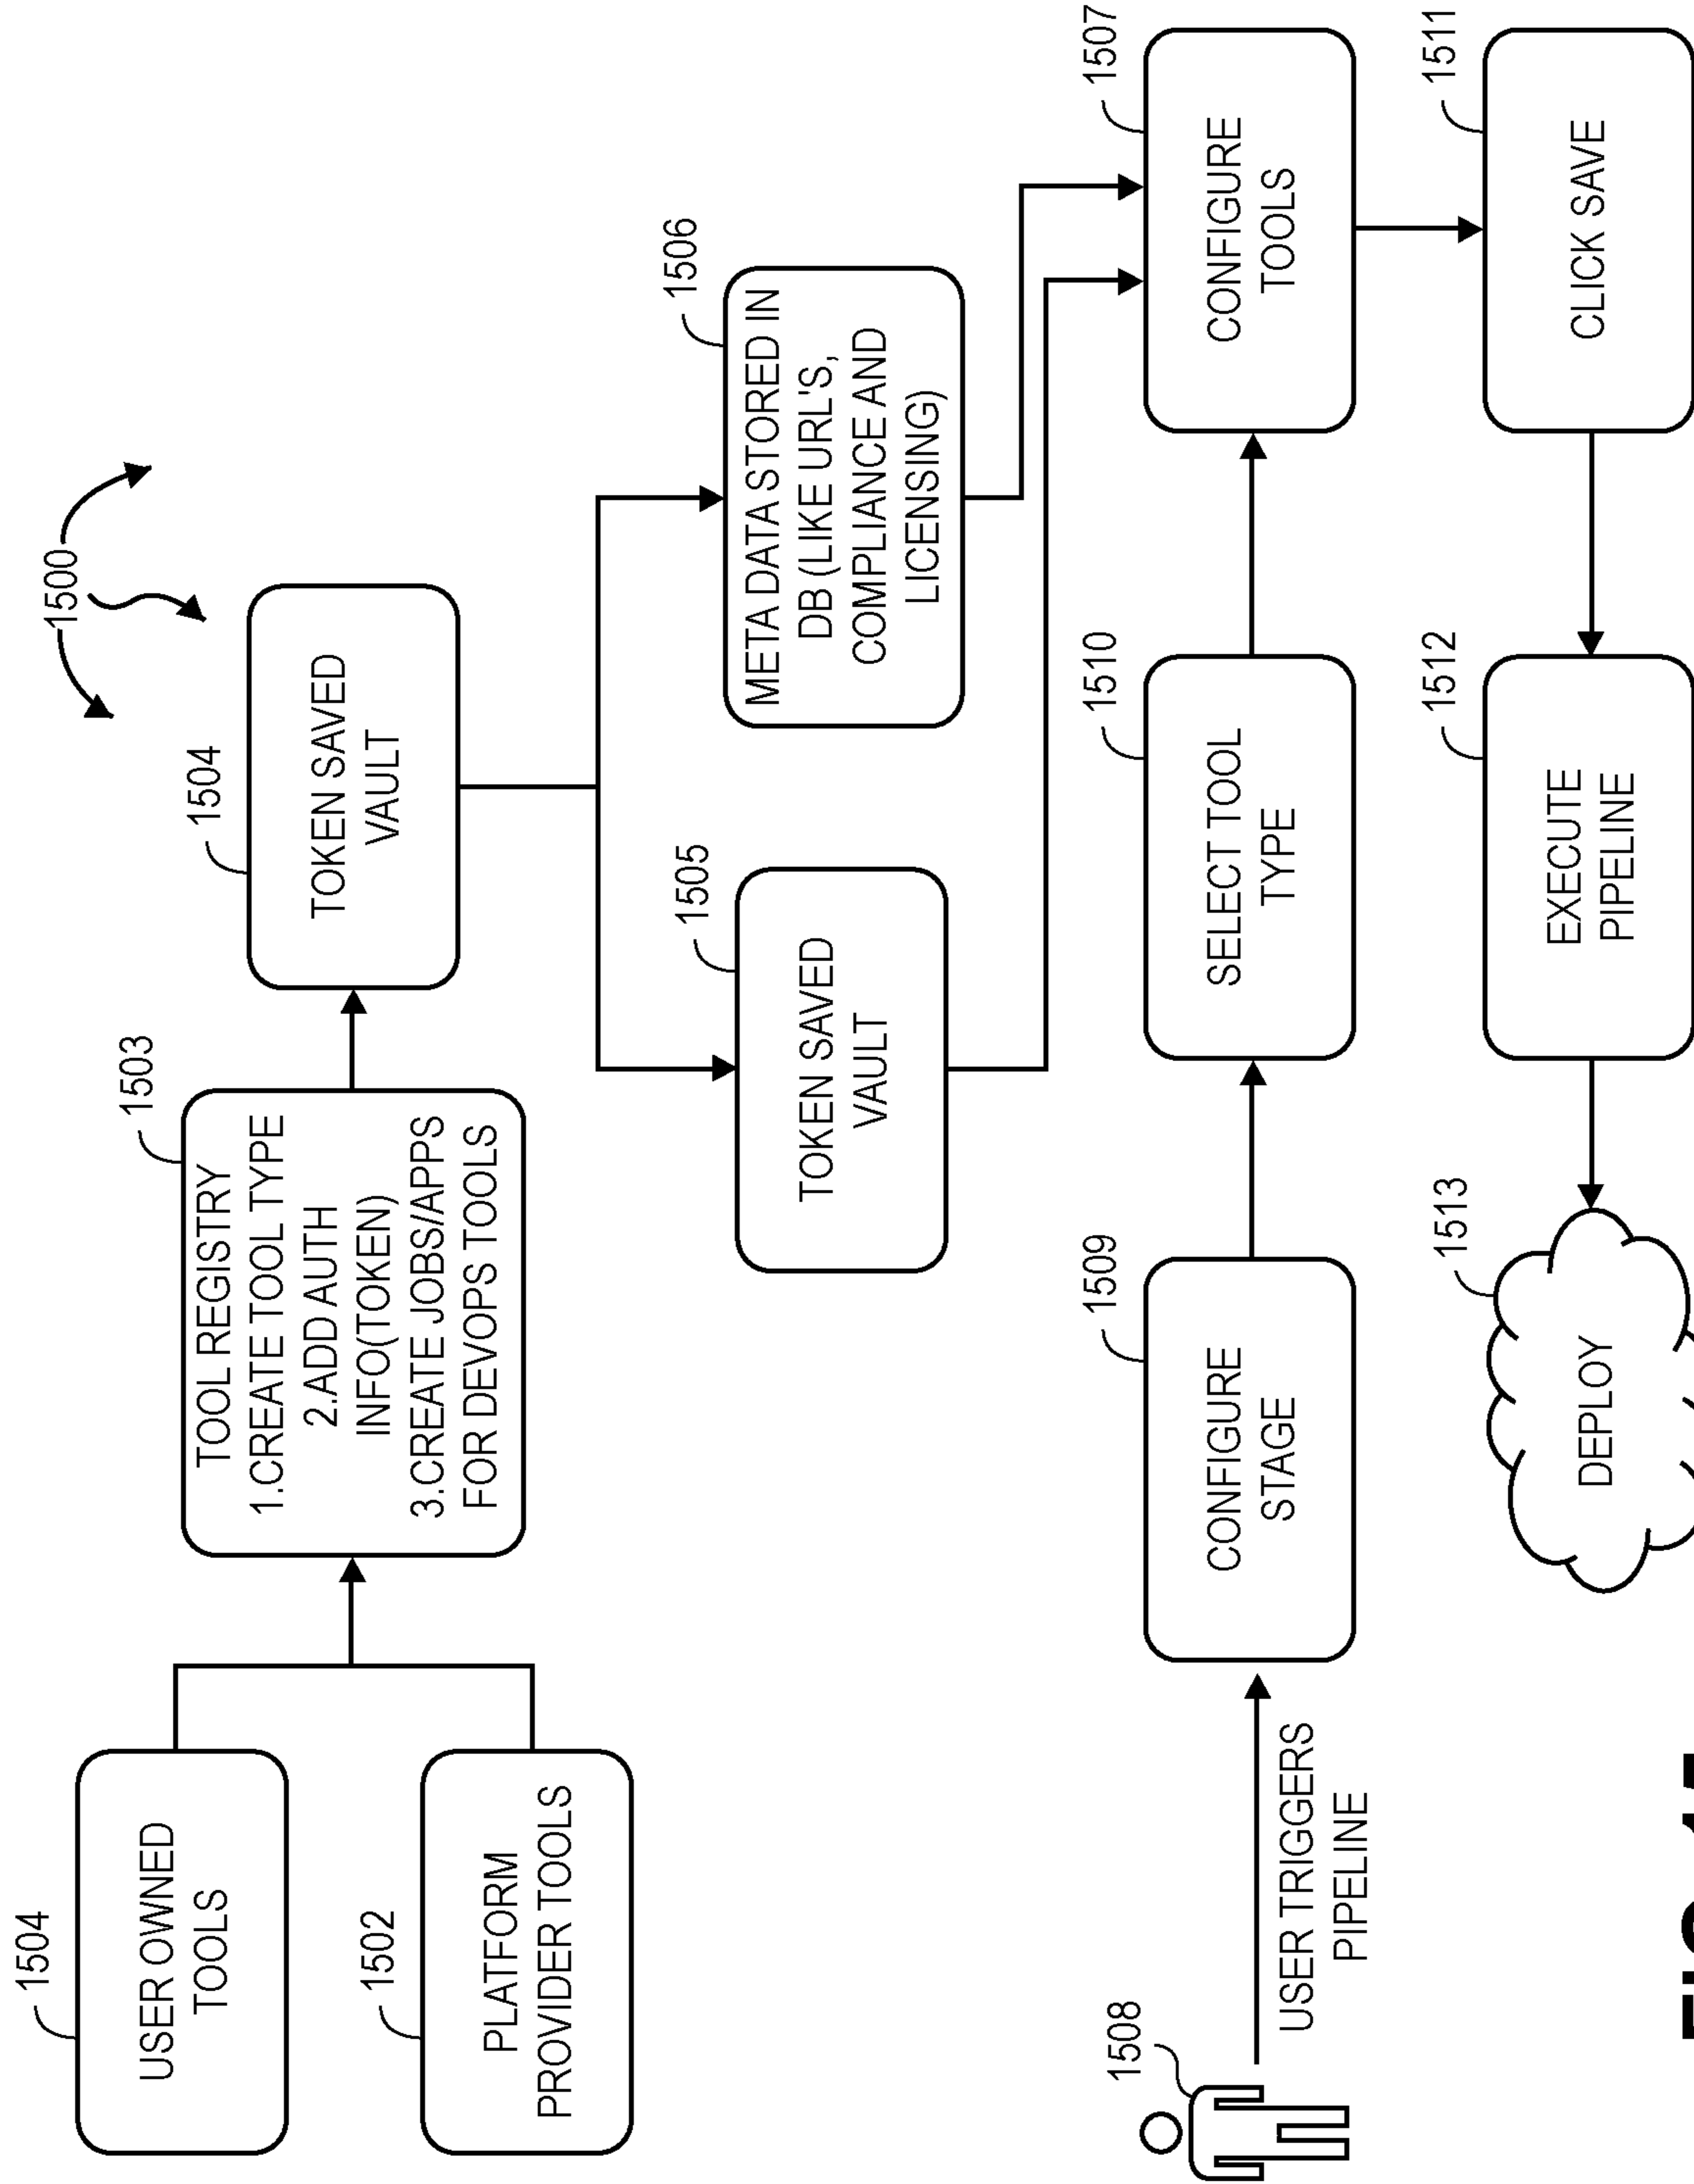 1500
1504
USER OWNED
TOOLS
1502
PLATFORM
PROVIDER TOOLS
1503
TOOL REGISTRY
1.CREATE TOOL TYPE
2.ADD AUTH
INFO(TOKEN)
3.CREATE JOBS/APPS
FOR DEVOPS TOOLS
1504
TOKEN SAVED
VAULT
1505
TOKEN SAVED
VAULT
1506
META DATA STORED IN
DB (LIKE URL'S,
COMPLIANCE AND
LICENSING)
1508
USER TRIGGERS
PIPELINE
1509
CONFIGURE
STAGE
1510
SELECT TOOL
TYPE
1507
CONFIGURE
TOOLS
1511
CLICK SAVE
1512
EXECUTE
PIPELINE
1513
DEPLOY